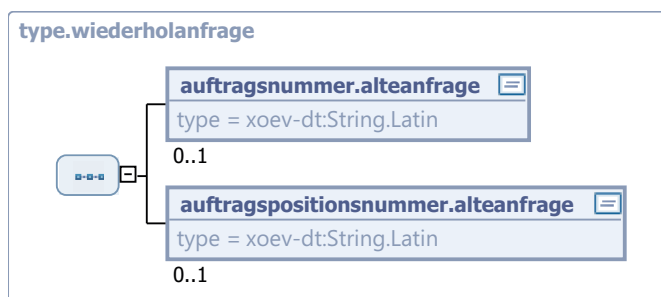 type.wiederholanfrage
auftragsnummer.alteanfrage
type = xoev-dt:String.Latin
0..1
auftragspositionsnummer.alteanfrage
type = xoev-dt:String.Latin
0..1